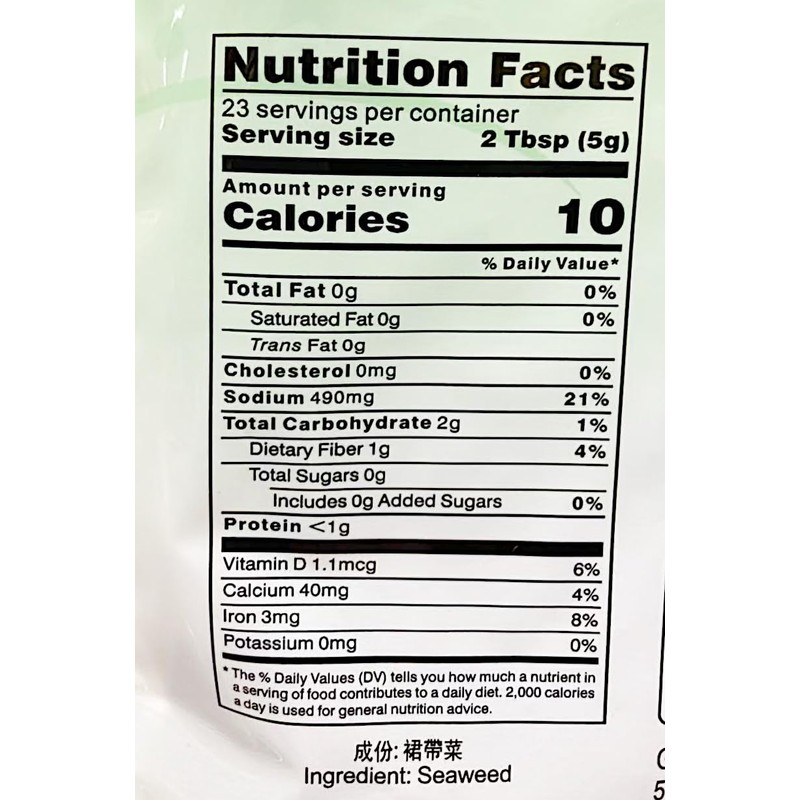 Nutrition Facts
23 servings per container
Serving size 2 Tbsp (5g)
Amount per serving
Calories 10
% Daily Value*
Total Fat 0g 0%
Saturated Fat 0g 0%
Trans Fat 0g
Cholesterol 0mg 0%
Sodium 490mg 21%
Total Carbohydrate 2g 1%
Dietary Fiber 1g 4%
Total Sugars 0g
Includes 0g Added Sugars 0%
Protein <1g
Vitamin D 1.1mcg 6%
Calcium 40mg 4%
Iron 3mg 8%
Potassium 0mg 0%
* The % Daily Values (DV) tells you how much a nutrient in
a serving of food contributes to a daily diet. 2,000 calories
a day is used for general nutrition advice.
成份: 裙帶菜
Ingredient: Seaweed